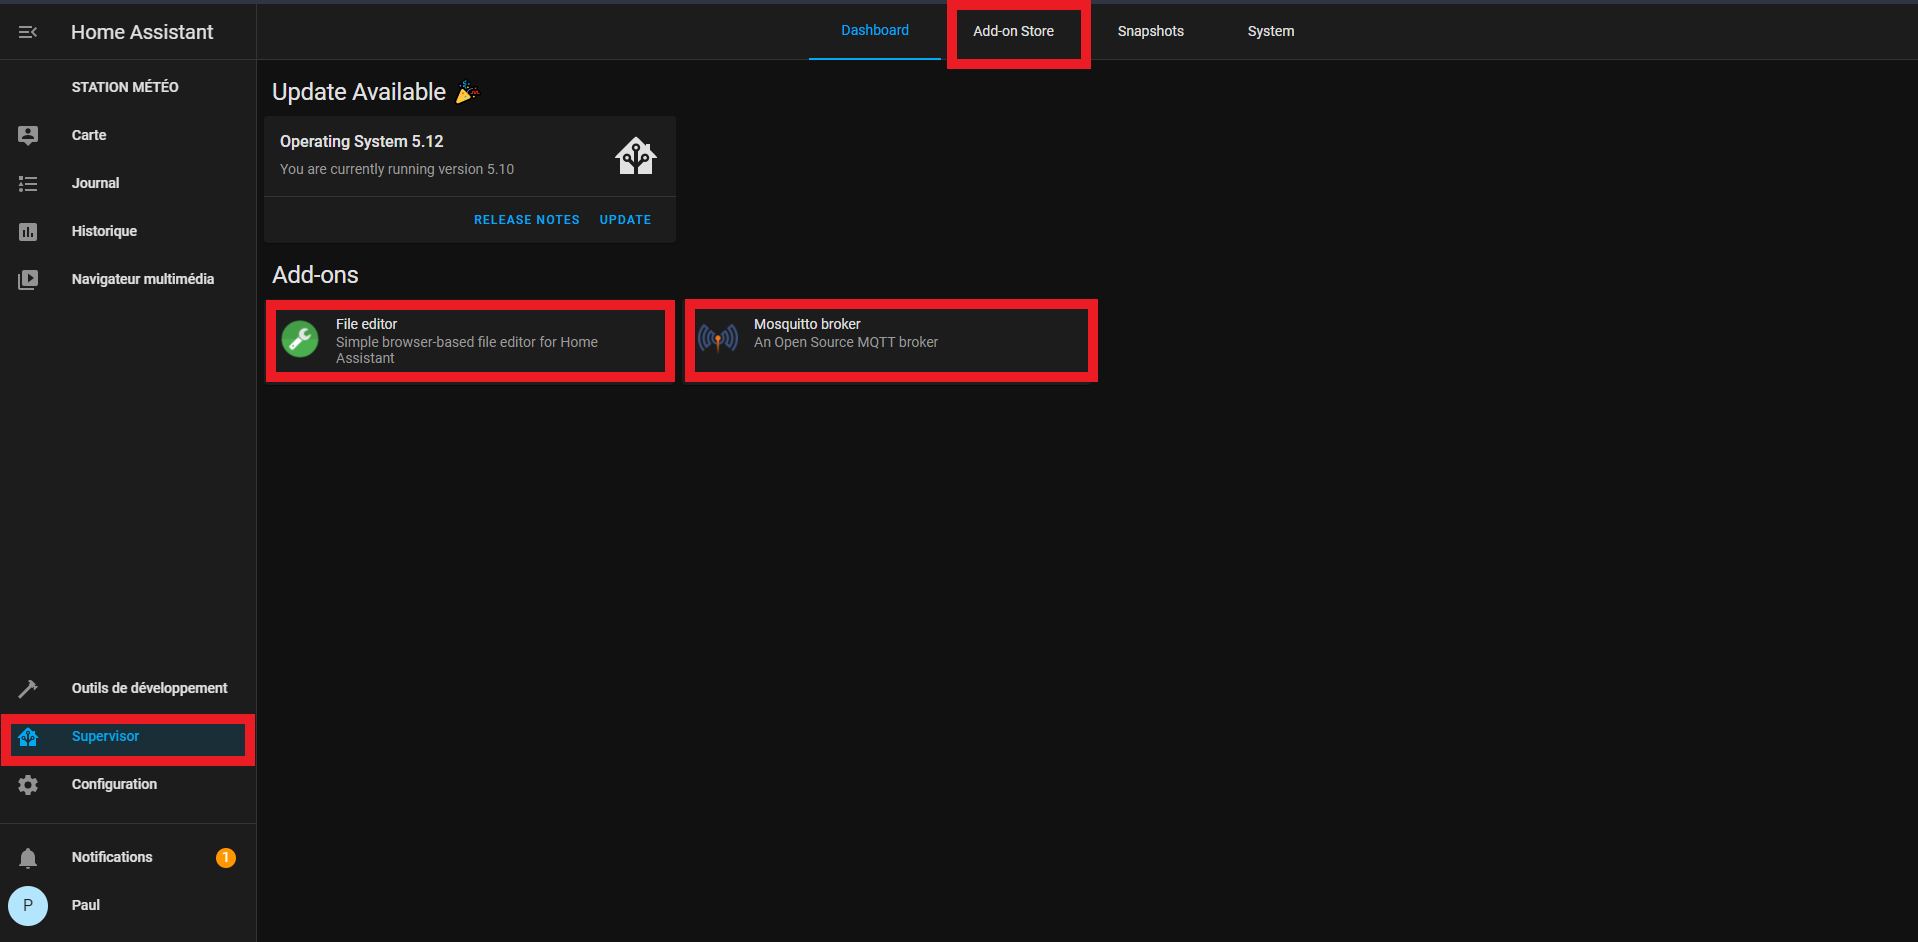 Home Assistant
Dashboard
Add-on Store
Snapshots
System
STATION MÉTÉO
Carte
Journal
Historique
Navigateur multimédia
Outils de développement
Supervisor
Configuration
Notifications
1
P
Paul
Update Available
Operating System 5.12
You are currently running version 5.10
RELEASE NOTES
UPDATE
Add-ons
File editor
Simple browser-based file editor for Home
Assistant
Mosquitto broker
An Open Source MQTT broker